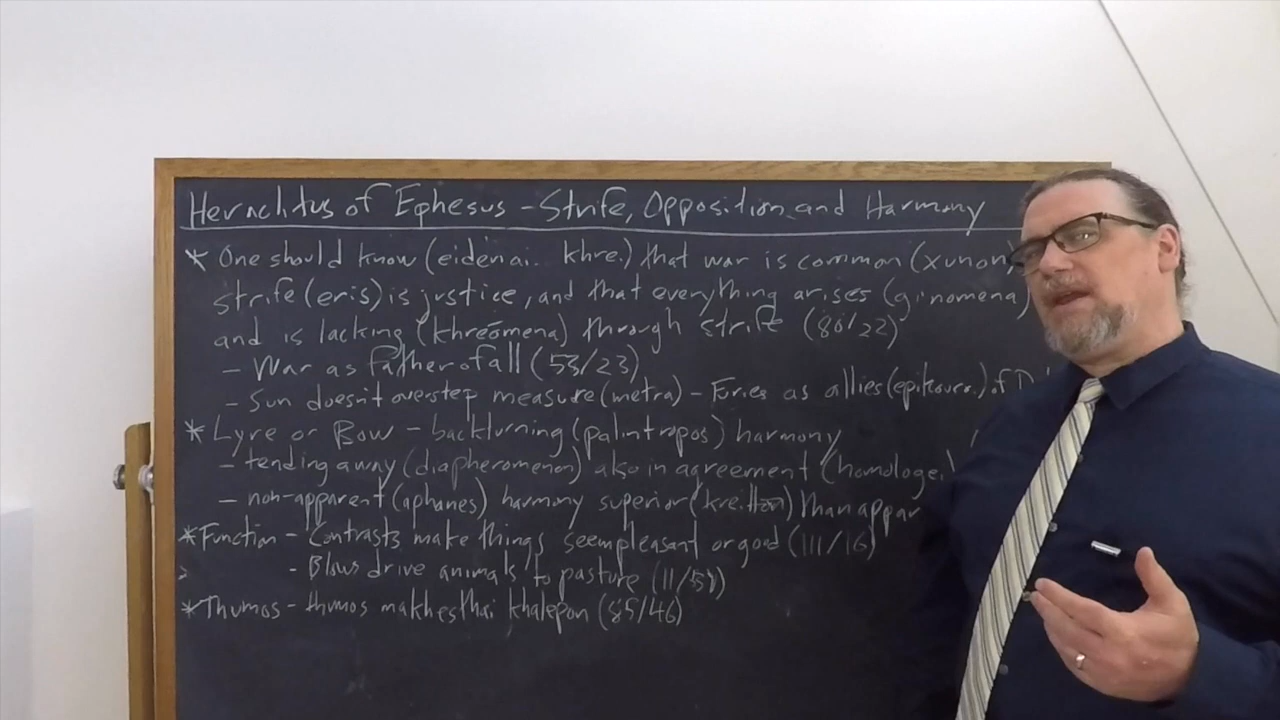 Heraclitus of Ephesus - Strife, Opposition, and Harmony
* One should know (eidenai khre) that war is common (xunon)
strife (eris) is justice, and that everything arises (ginomena)
and is lacking (khreōmena) through strife (80/22)
- War as father of all (53/23)
- Sun doesn't overstep measure (metra) - Furies as allies (epikouroi) of
* Lyre or Bow - backturning (palintropos) harmony
- tending away (diapheromenon) also in agreement (homologe
- non-apparent (aphanes) harmony superior (kreitton) than appar
* Function - Contrasts make things seem pleasant or good (111/16)
- Blows drive animals to pasture (11/
* Thumos - thumos makhesthai khalepon (85/46)